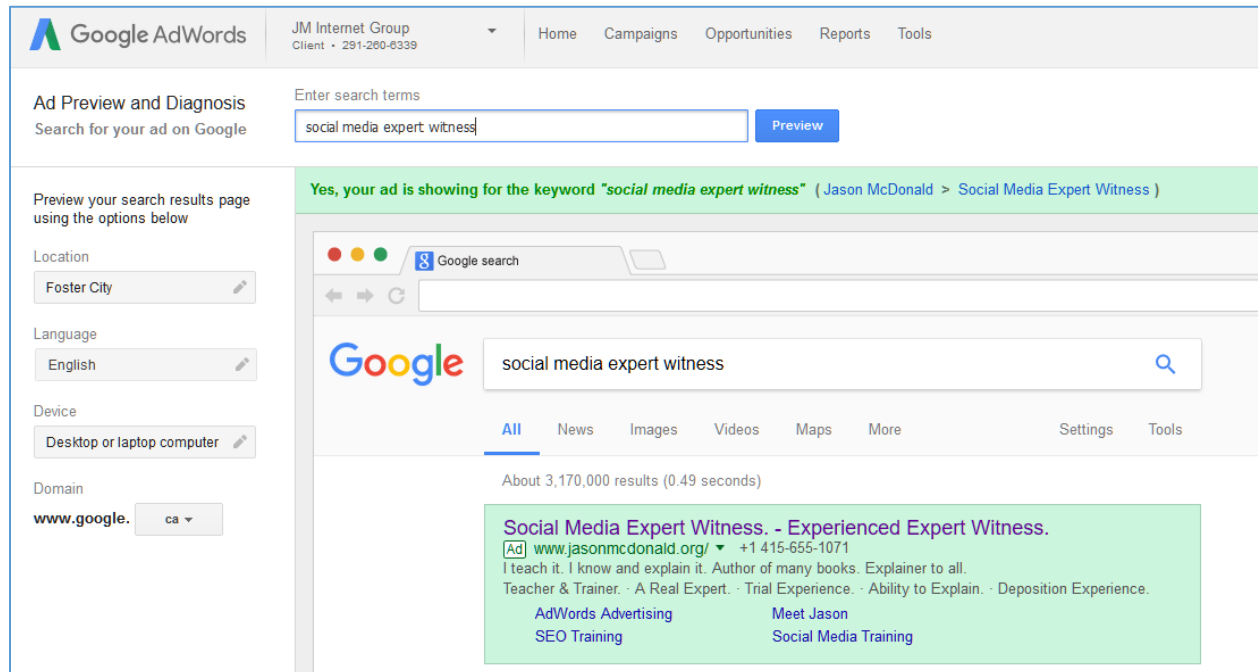 Google AdWords
JM Internet Group
Client • 291-260-6339
Home Campaigns Opportunities Reports Tools
Ad Preview and Diagnosis
Search for your ad on Google
Enter search terms
social media expert witness
Preview
Preview your search results page
using the options below
Location
Foster City
Language
English
Device
Desktop or laptop computer
Domain
www.google. ca
Yes, your ad is showing for the keyword "social media expert witness" ( Jason McDonald > Social Media Expert Witness )
Google search
Google
social media expert witness
All News Images Videos Maps More Settings Tools
About 3,170,000 results (0.49 seconds)
Social Media Expert Witness. - Experienced Expert Witness.
Ad www.jasonmcdonald.org/ +1 415-655-1071
I teach it. I know and explain it. Author of many books. Explainer to all.
Teacher & Trainer. · A Real Expert. · Trial Experience. · Ability to Explain. · Deposition Experience.
AdWords Advertising Meet Jason
SEO Training Social Media Training